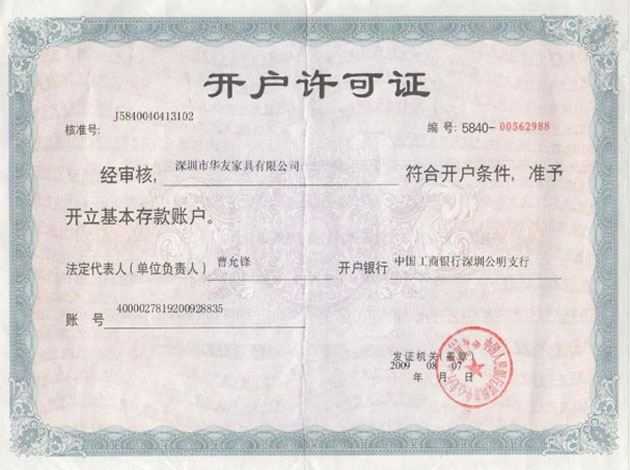 开户许可证
核准号: J5840040413102 编 号: 5840-00562988
经审核, 深圳市华友家具有限公司 符合开户条件, 准予
开立基本存款账户。
法定代表人(单位负责人) 曹允锋 开户银行 中国工商银行深圳公明支行
账 号 4000027819200928835
发证机关(盖章)
2009 08 07
年 月 日